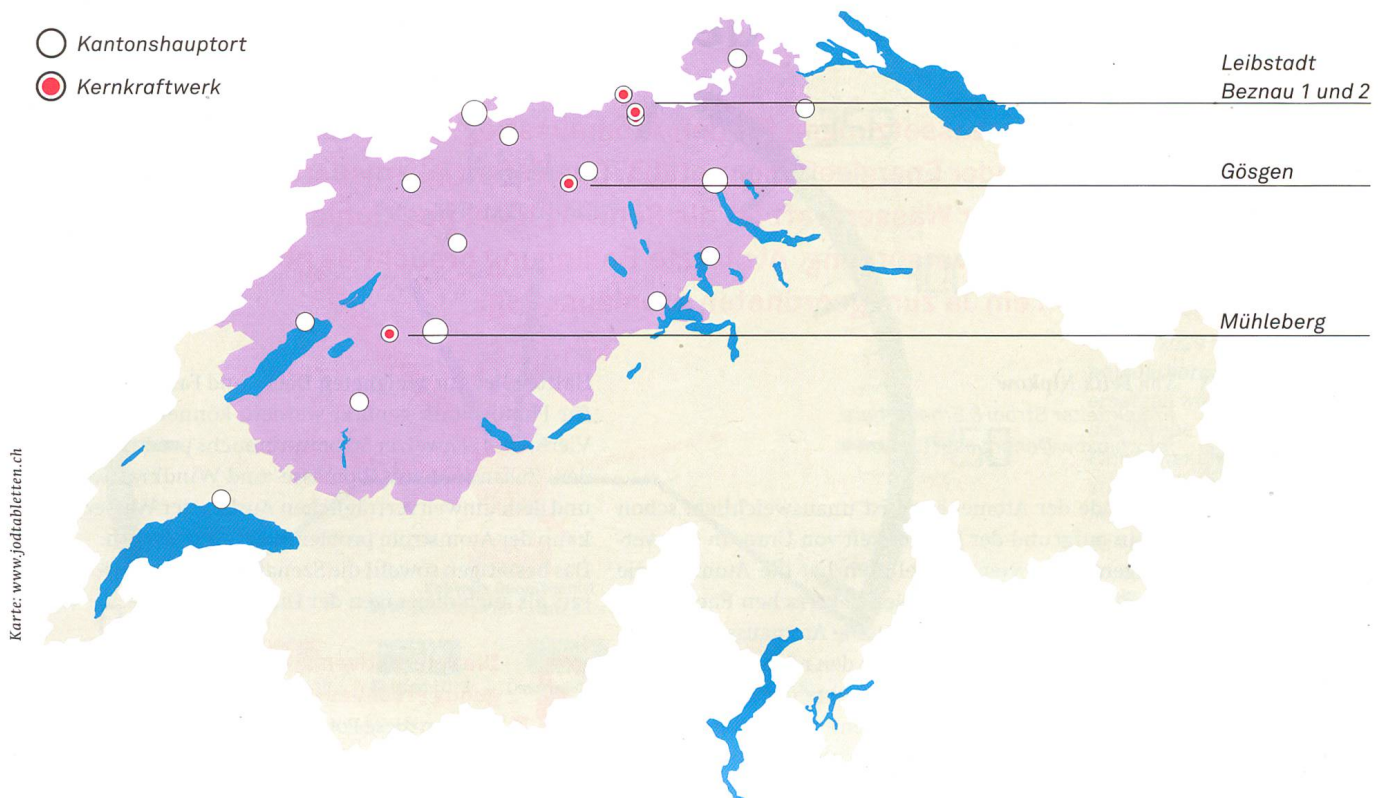 Kantonshauptort
Kernkraftwerk
Leibstadt
Beznau 1 und 2
Gösgen
Mühleberg
Karte: www.jodtabletten.ch